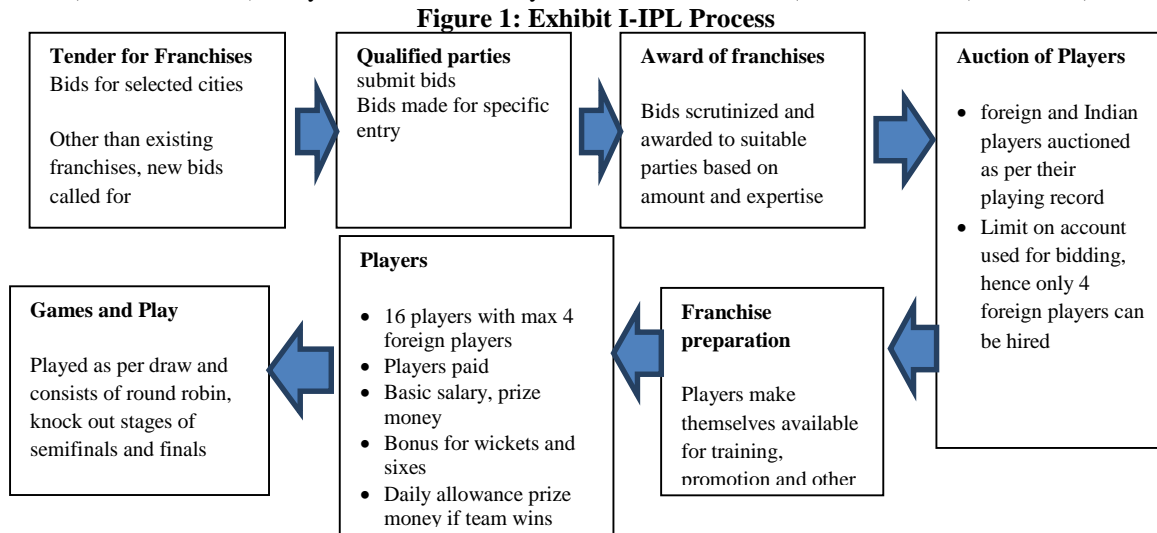 Figure 1: Exhibit I-IPL Process
Tender for Franchises
Bids for selected cities
Other than existing
franchises, new bids
called for
Qualified parties
submit bids
Bids made for specific
entry
Award of franchises
Bids scrutinized and
awarded to suitable
parties based on
amount and expertise
Auction of Players
• foreign and Indian
players auctioned
as per their
playing record
• Limit on account
used for bidding,
hence only 4
foreign players can
be hired
Franchise
preparation
Players make
themselves available
for training,
promotion and other
Players
• 16 players with max 4
foreign players
• Players paid
• Basic salary, prize
money
• Bonus for wickets and
sixes
• Daily allowance prize
money if team wins
Games and Play
Played as per draw and
consists of round robin,
knock out stages of
semifinals and finals